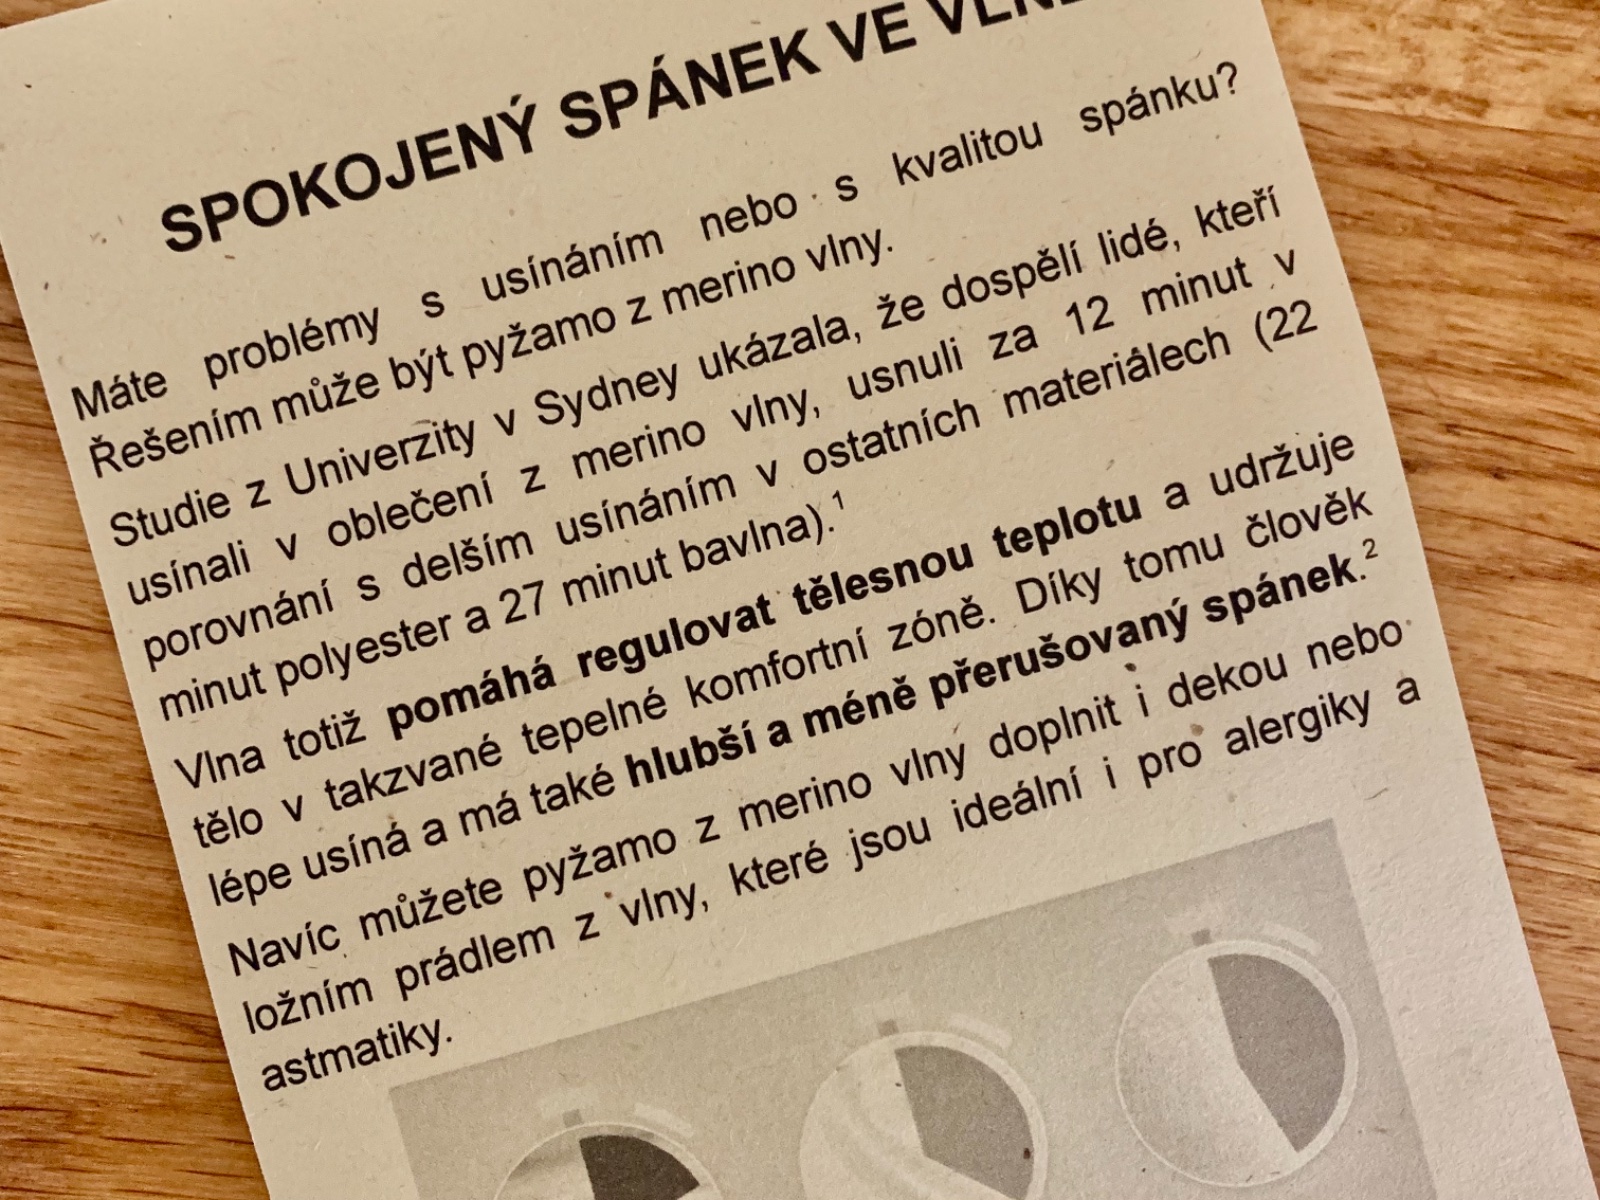 SPOKOJENÝ SPÁNEK VE
Máte problémy s usínáním nebo s kvalitou spánku?
Řešením může být pyžamo z merino vlny.
Studie z Univerzity v Sydney ukázala, že dospělí lidé, kteří
usínali v oblečení z merino vlny, usnuli za 12 minut v
porovnání s delším usínáním v ostatních materiálech (22
minut polyester a 27 minut bavlna).¹
Vlna totiž pomáhá regulovat tělesnou teplotu a udržuje
tělo v takzvané tepelné komfortní zóně. Díky tomu člověk
lépe usíná a má také hlubší a méně přerušovaný spánek.²
Navíc můžete pyžamo z merino vlny doplnit i dekou nebo
ložním prádlem z vlny, které jsou ideální i pro alergiky a
astmatiky.